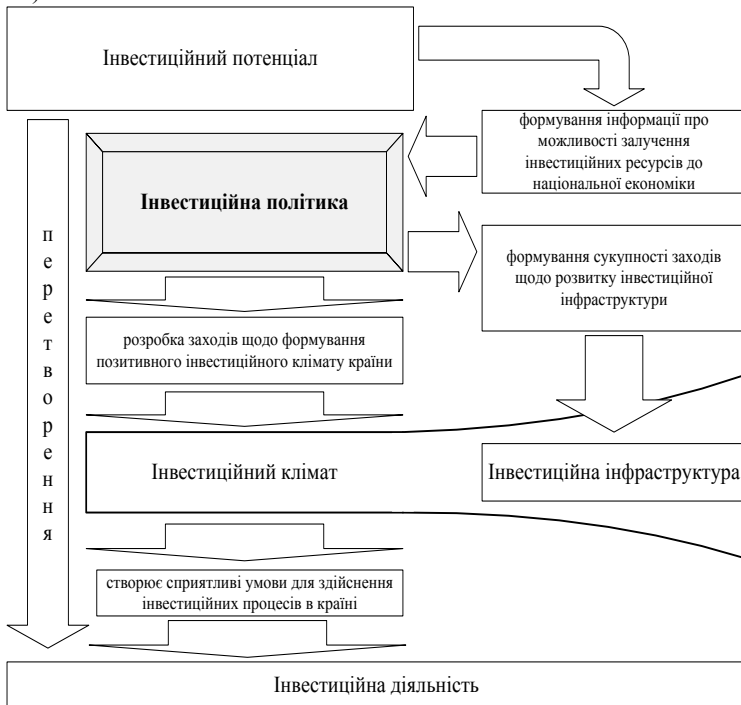 )
Інвестиційний потенціал
формування інформації про
можливості залучення
інвестиційних ресурсів до
національної економіки
Інвестиційна політика
формування сукупності заходів
щодо розвитку інвестиційної
інфраструктури
перетворення
розробка заходів щодо формування
позитивного інвестиційного клімату країни
Інвестиційний клімат
Інвестиційна інфраструктура
створює сприятливі умови для здійснення
інвестиційних процесів в країні
Інвестиційна діяльність